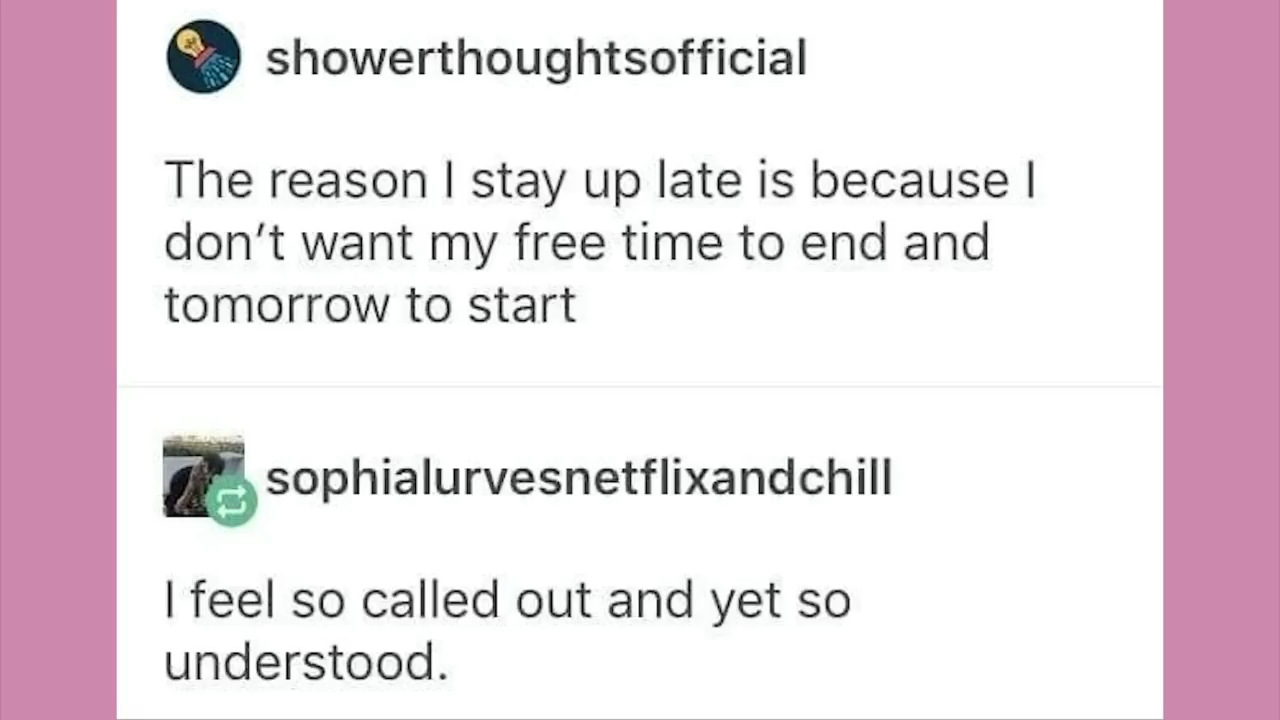 showerthoughtsofficial
The reason I stay up late is because I
don’t want my free time to end and
tomorrow to start
sophialurvesnetflixandchill
I feel so called out and yet so
understood.